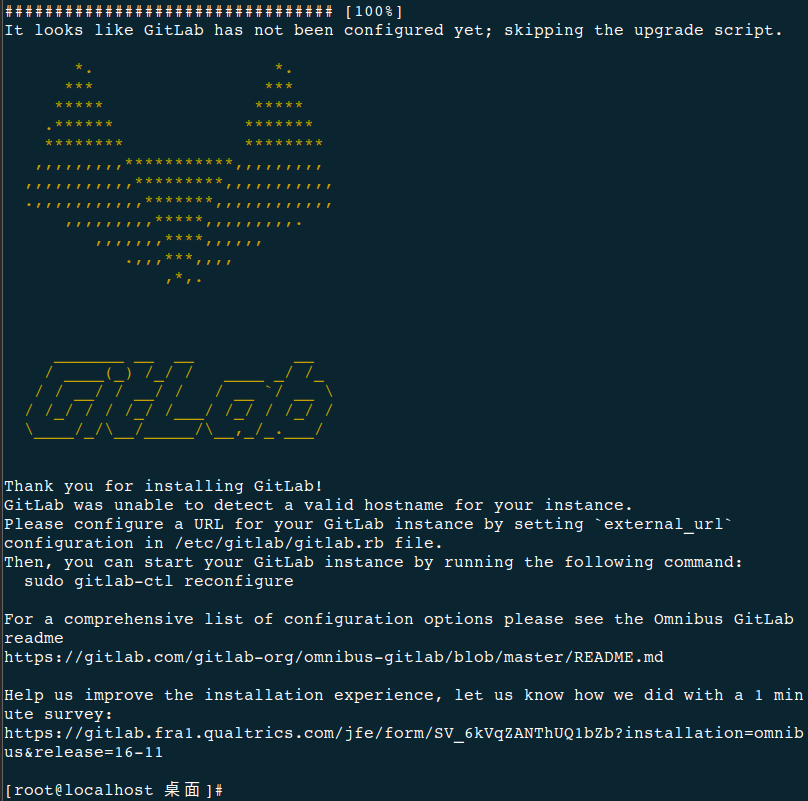 ################################# [100%]
It looks like GitLab has not been configured yet; skipping the upgrade script.
       *.                  *.
      ***                 ***
     *****               *****
    .******             *******
    ********            ********
   ,,,,,,,,,***********,,,,,,,,,
  ,,,,,,,,,,,*********,,,,,,,,,,,
  .,,,,,,,,,,,*******,,,,,,,,,,,,
      ,,,,,,,,,*****,,,,,,,,,.
         ,,,,,,,****,,,,,,
            .,,,***,,,,
                ,*,.
     _______ __  __          __
    / ____(_) /_/ /   ____ _/ /_
   / / __/ / __/ /   / __ `/ __ \
  / /_/ / / /_/ /___/ /_/ / /_/ /
  \____/_/\__/_____/\__,_/_.___/
Thank you for installing GitLab!
GitLab was unable to detect a valid hostname for your instance.
Please configure a URL for your GitLab instance by setting `external_url`
configuration in /etc/gitlab/gitlab.rb file.
Then, you can start your GitLab instance by running the following command:
  sudo gitlab-ctl reconfigure
For a comprehensive list of configuration options please see the Omnibus GitLab
readme
https://gitlab.com/gitlab-org/omnibus-gitlab/blob/master/README.md
Help us improve the installation experience, let us know how we did with a 1 min
ute survey:
https://gitlab.fra1.qualtrics.com/jfe/form/SV_6kVqZANThUQ1bZb?installation=omnib
us&release=16-11
[root@localhost 桌面]#